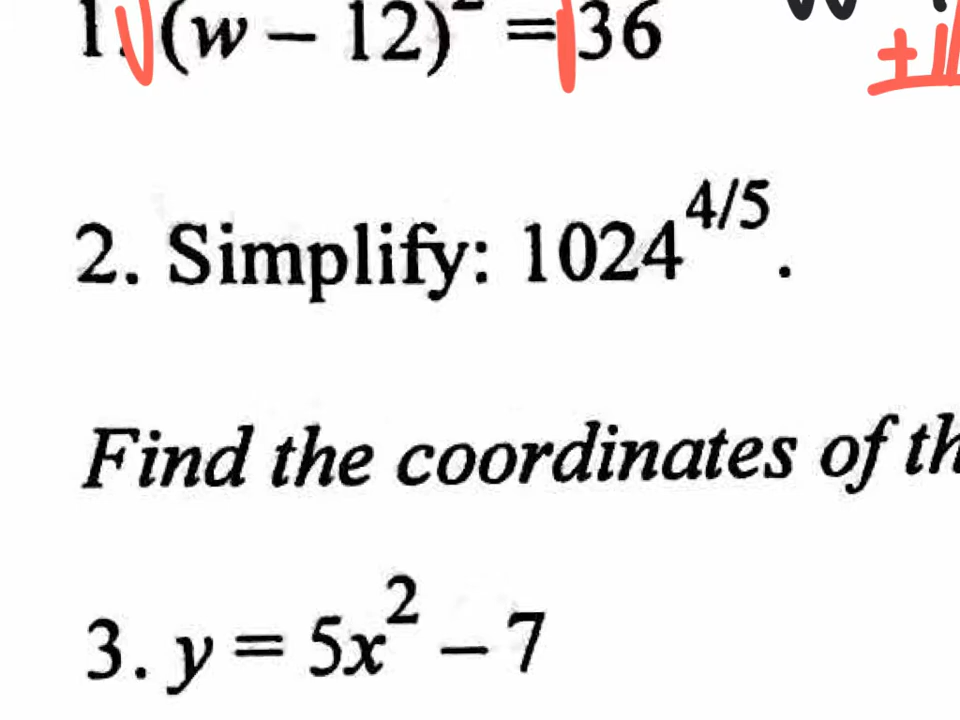 1. (w – 12)² = 36
2. Simplify: 1024^4/5.
Find the coordinates of th
3. y = 5x² – 7